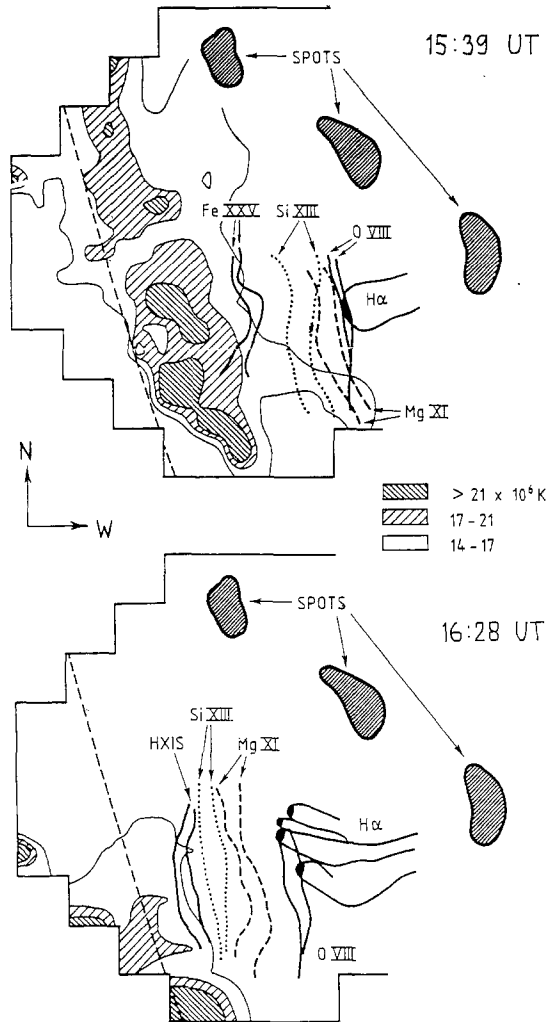 15:39 UT
SPOTS
Fe XXV
Si XIII
O VIII
Hα
Mg XI
N
W
> 21 x 10⁶ K
17 - 21
14 - 17
SPOTS
16:28 UT
Si XIII
HXIS
Mg XI
Hα
O VIII